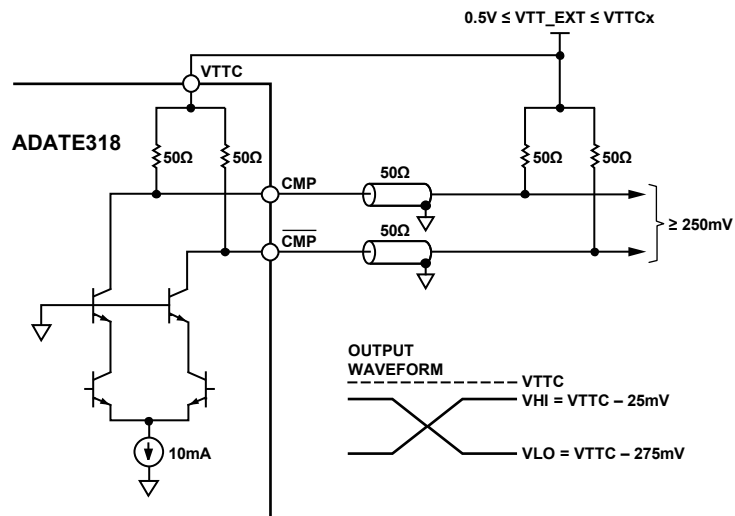 0.5V ≤ VTT_EXT ≤ VTTCx
VTTC
ADATE318
50Ω
50Ω
50Ω
50Ω
CMP
50Ω
C̅M̅P̅
50Ω
≥ 250mV
OUTPUT
WAVEFORM
VTTC
VHI = VTTC – 25mV
VLO = VTTC – 275mV
10mA